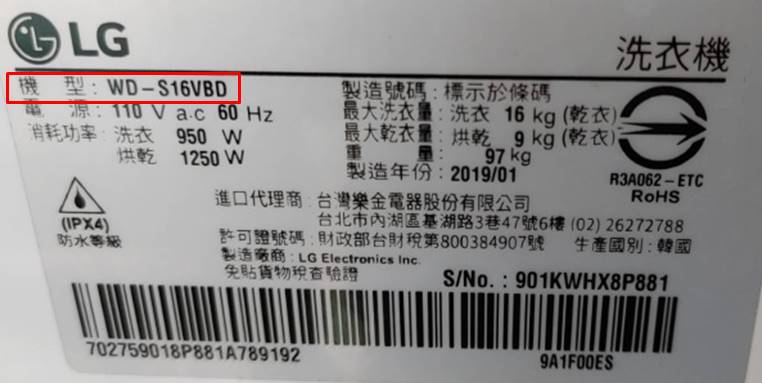 LG
洗衣機
機 型: WD-S16VBD
電 源: 110 V a.c 60 Hz
消耗功率: 洗衣 950 W
烘乾 1250 W
製造號碼: 標示於條碼
最大洗衣量: 洗衣 16 kg (乾衣)
最大乾衣量: 烘乾 9 kg (乾衣)
重 量: 97 kg
製造年份: 2019/01
R3A062-ETC
RoHS
(IPX4)
防水等級
進口代理商: 台灣樂金電器股份有限公司
台北市內湖區基湖路3巷47號6樓 (02) 26272788
許可證號碼: 財政部台財稅第800384907號 生產國別: 韓國
製造廠商: LG Electronics Inc.
免貼貨物稅查驗證
S/No.: 901KWHX8P881
702759018P881A789192
9A1F00ES